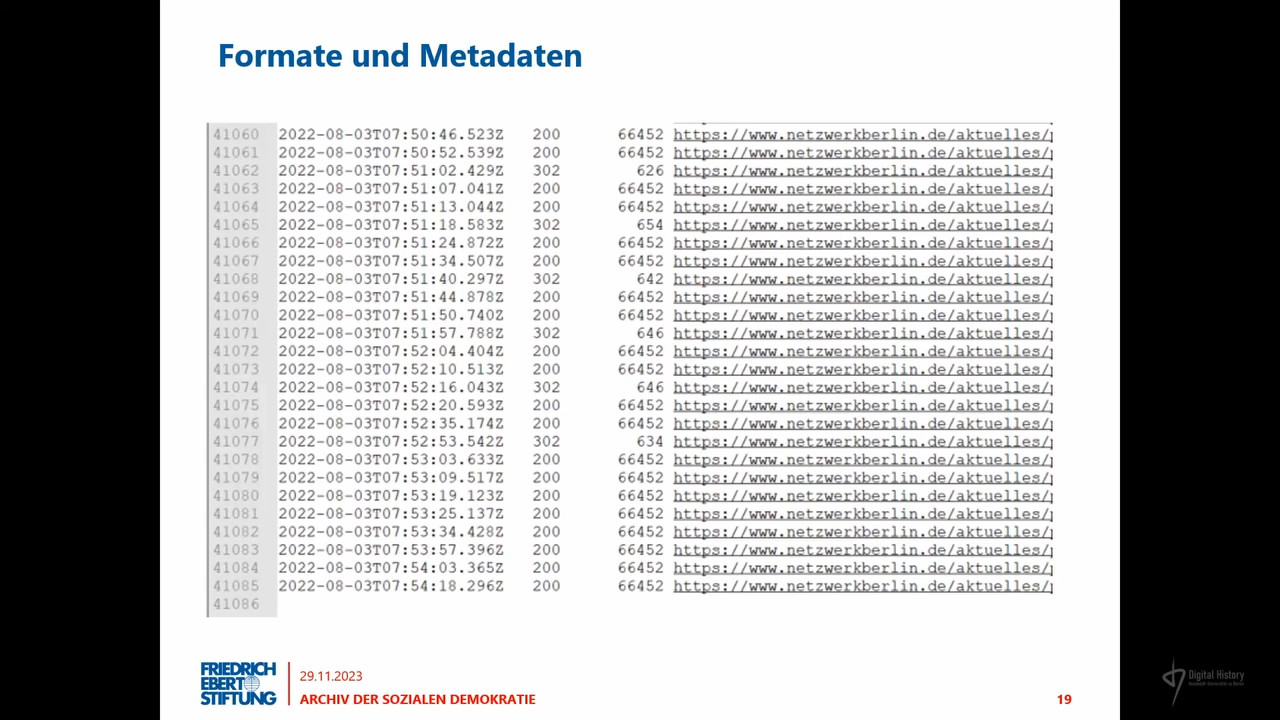 Formate und Metadaten
41060 2022-08-03T07:50:46.523Z 200 66452 https://www.netzwerkberlin.de/aktuelles/
41061 2022-08-03T07:50:52.539Z 200 66452 https://www.netzwerkberlin.de/aktuelles/
41062 2022-08-03T07:51:02.429Z 302 626 https://www.netzwerkberlin.de/aktuelles/
41063 2022-08-03T07:51:07.041Z 200 66452 https://www.netzwerkberlin.de/aktuelles/
41064 2022-08-03T07:51:13.044Z 200 66452 https://www.netzwerkberlin.de/aktuelles/
41065 2022-08-03T07:51:18.583Z 302 654 https://www.netzwerkberlin.de/aktuelles/
41066 2022-08-03T07:51:24.872Z 200 66452 https://www.netzwerkberlin.de/aktuelles/
41067 2022-08-03T07:51:34.507Z 200 66452 https://www.netzwerkberlin.de/aktuelles/
41068 2022-08-03T07:51:40.297Z 302 642 https://www.netzwerkberlin.de/aktuelles/
41069 2022-08-03T07:51:44.878Z 200 66452 https://www.netzwerkberlin.de/aktuelles/
41070 2022-08-03T07:51:50.740Z 200 66452 https://www.netzwerkberlin.de/aktuelles/
41071 2022-08-03T07:51:57.788Z 302 646 https://www.netzwerkberlin.de/aktuelles/
41072 2022-08-03T07:52:04.404Z 200 66452 https://www.netzwerkberlin.de/aktuelles/
41073 2022-08-03T07:52:10.513Z 200 66452 https://www.netzwerkberlin.de/aktuelles/
41074 2022-08-03T07:52:16.043Z 302 646 https://www.netzwerkberlin.de/aktuelles/
41075 2022-08-03T07:52:20.593Z 200 66452 https://www.netzwerkberlin.de/aktuelles/
41076 2022-08-03T07:52:35.174Z 200 66452 https://www.netzwerkberlin.de/aktuelles/
41077 2022-08-03T07:52:53.542Z 302 634 https://www.netzwerkberlin.de/aktuelles/
41078 2022-08-03T07:53:03.633Z 200 66452 https://www.netzwerkberlin.de/aktuelles/
41079 2022-08-03T07:53:09.517Z 200 66452 https://www.netzwerkberlin.de/aktuelles/
41080 2022-08-03T07:53:19.123Z 200 66452 https://www.netzwerkberlin.de/aktuelles/
41081 2022-08-03T07:53:25.137Z 200 66452 https://www.netzwerkberlin.de/aktuelles/
41082 2022-08-03T07:53:34.428Z 200 66452 https://www.netzwerkberlin.de/aktuelles/
41083 2022-08-03T07:53:57.396Z 200 66452 https://www.netzwerkberlin.de/aktuelles/
41084 2022-08-03T07:54:03.365Z 200 66452 https://www.netzwerkberlin.de/aktuelles/
41085 2022-08-03T07:54:18.296Z 200 66452 https://www.netzwerkberlin.de/aktuelles/
41086
FRIEDRICH
EBERT
STIFTUNG
29.11.2023
ARCHIV DER SOZIALEN DEMOKRATIE
19
Digital History
Humboldt-Universität zu Berlin